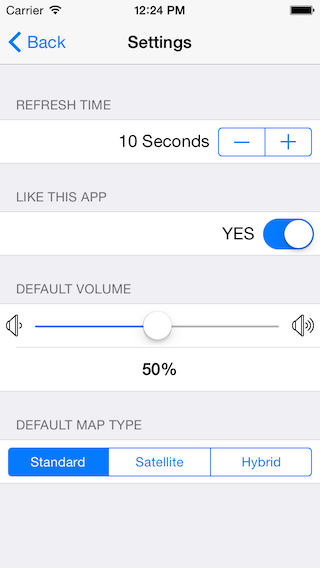 Carrier 12:24 PM
Back Settings
REFRESH TIME
10 Seconds
LIKE THIS APP
YES
DEFAULT VOLUME
50%
DEFAULT MAP TYPE
Standard Satellite Hybrid